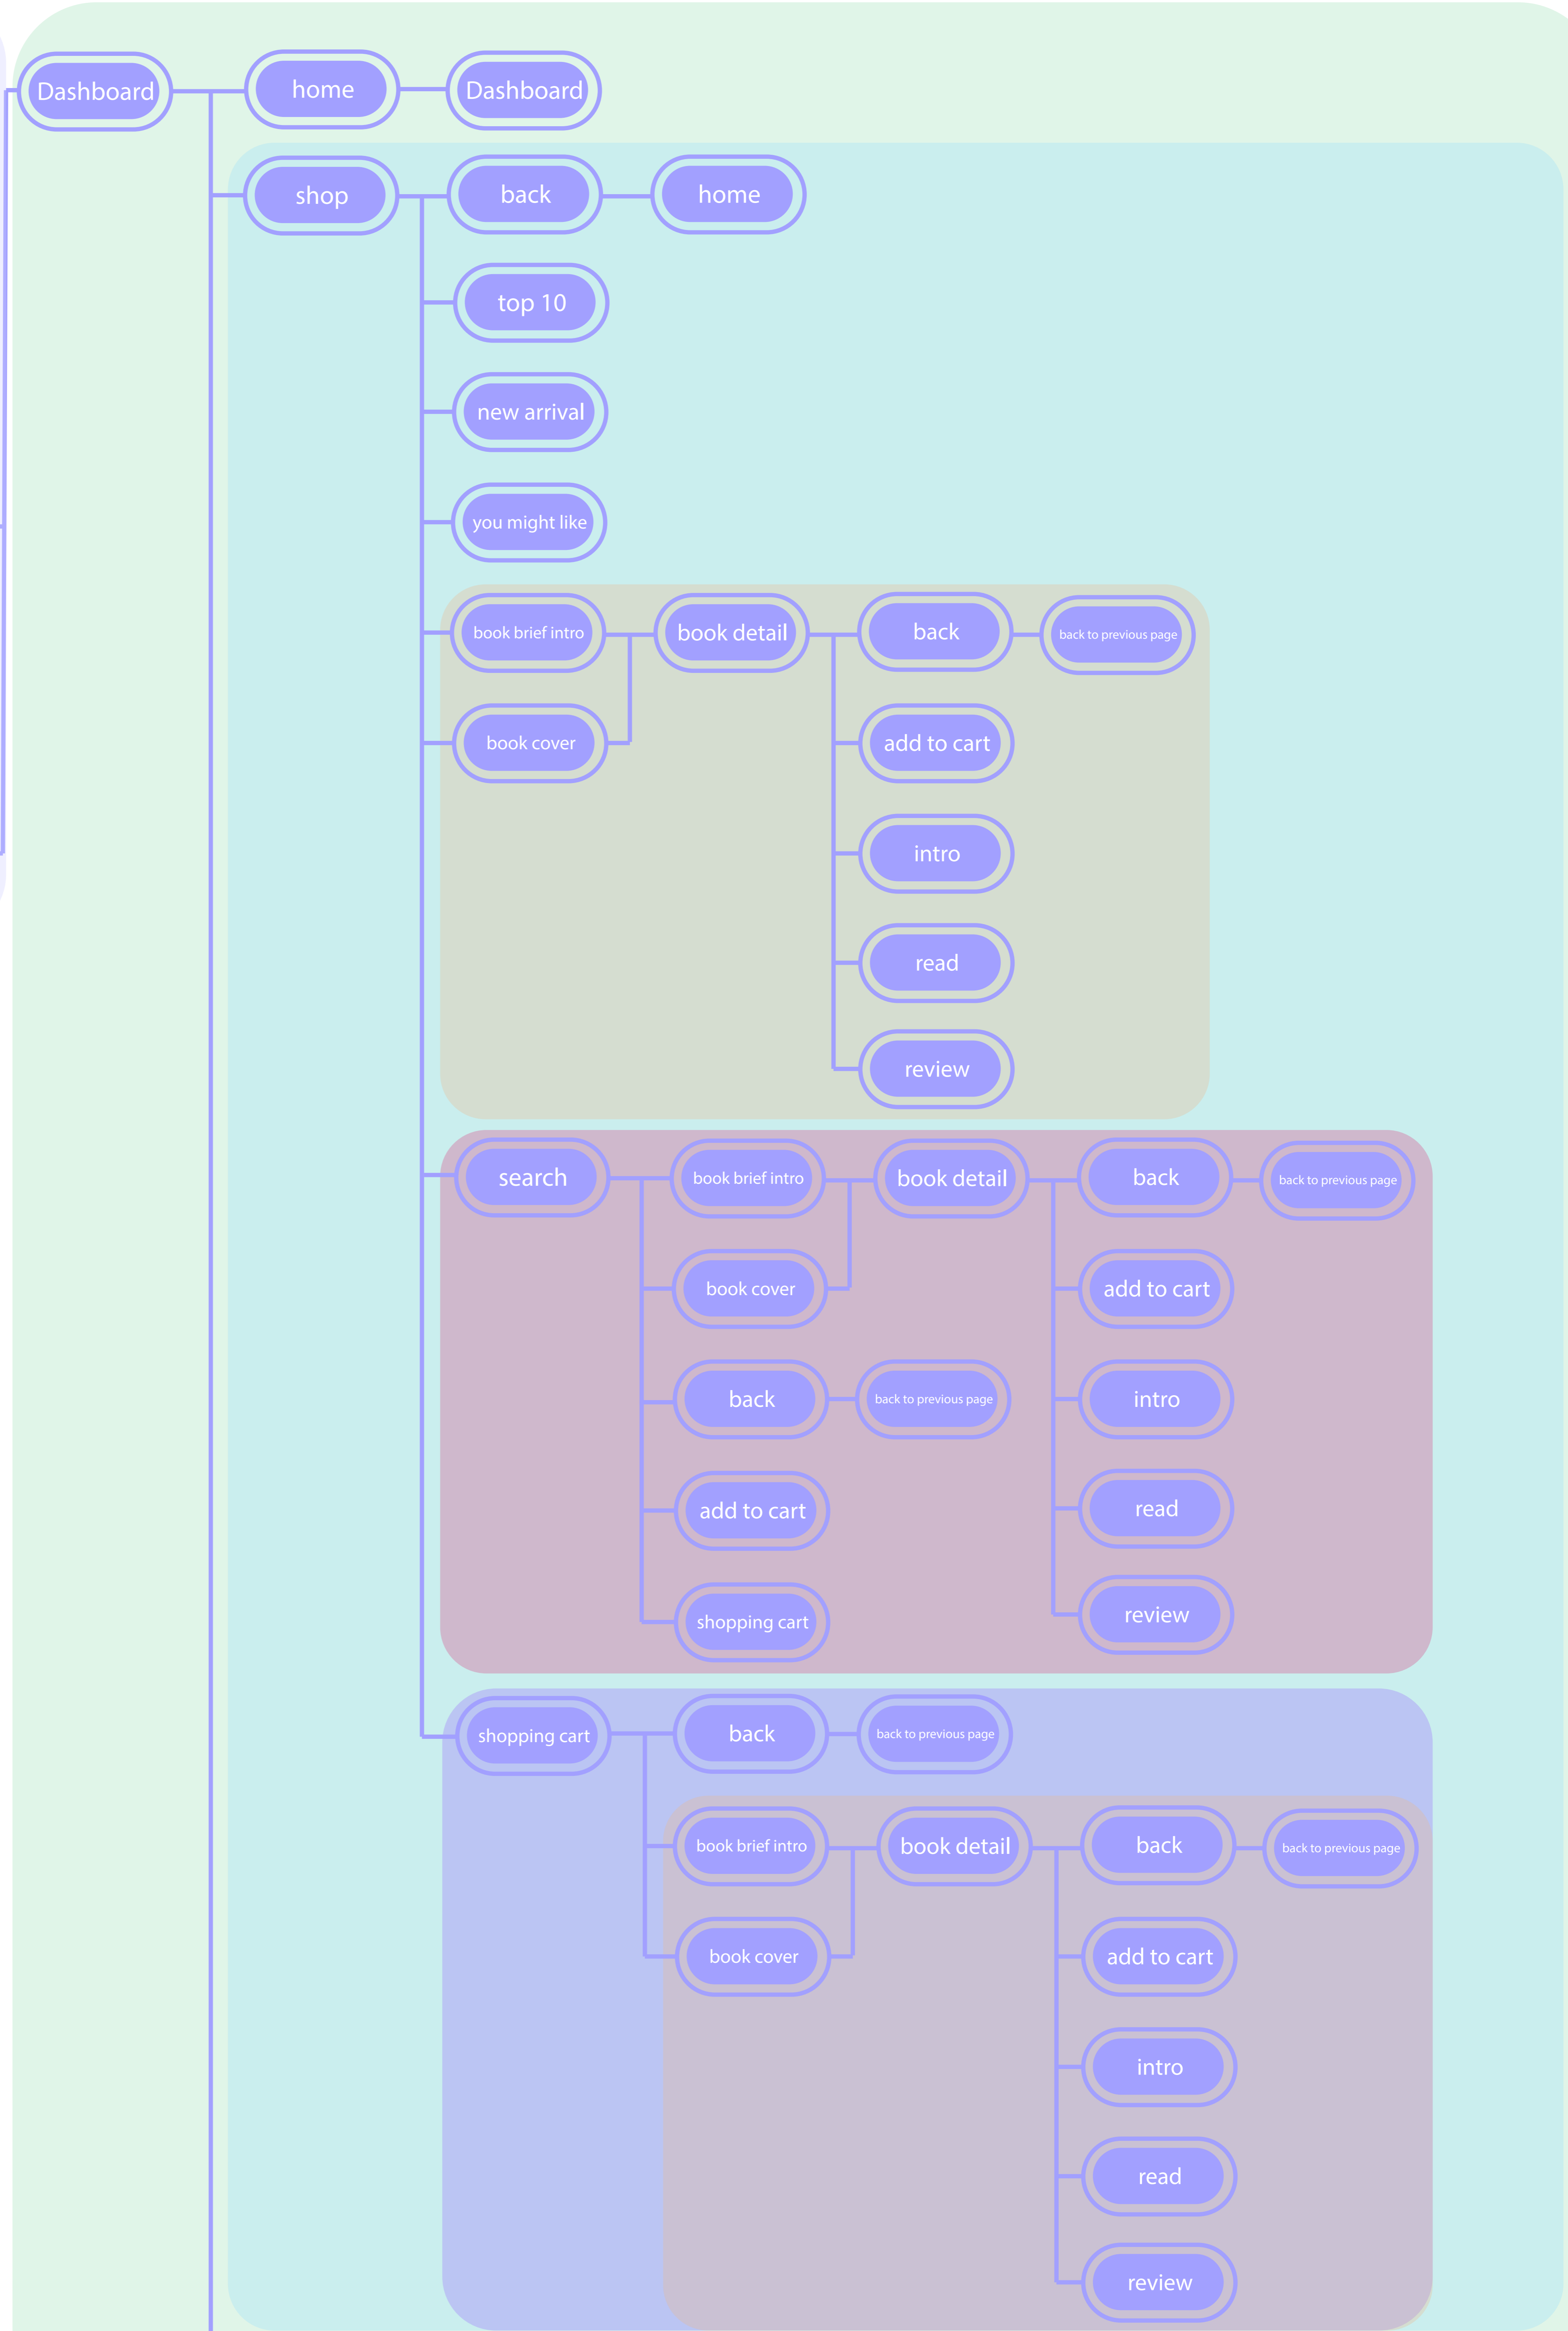 Dashboard
home
Dashboard
shop
back
home
top 10
new arrival
you might like
book brief intro
book detail
back
back to previous page
book cover
add to cart
intro
read
review
search
book brief intro
book detail
back
back to previous page
book cover
add to cart
back
back to previous page
intro
add to cart
read
shopping cart
review
shopping cart
back
back to previous page
book brief intro
book detail
back
back to previous page
book cover
add to cart
intro
read
review